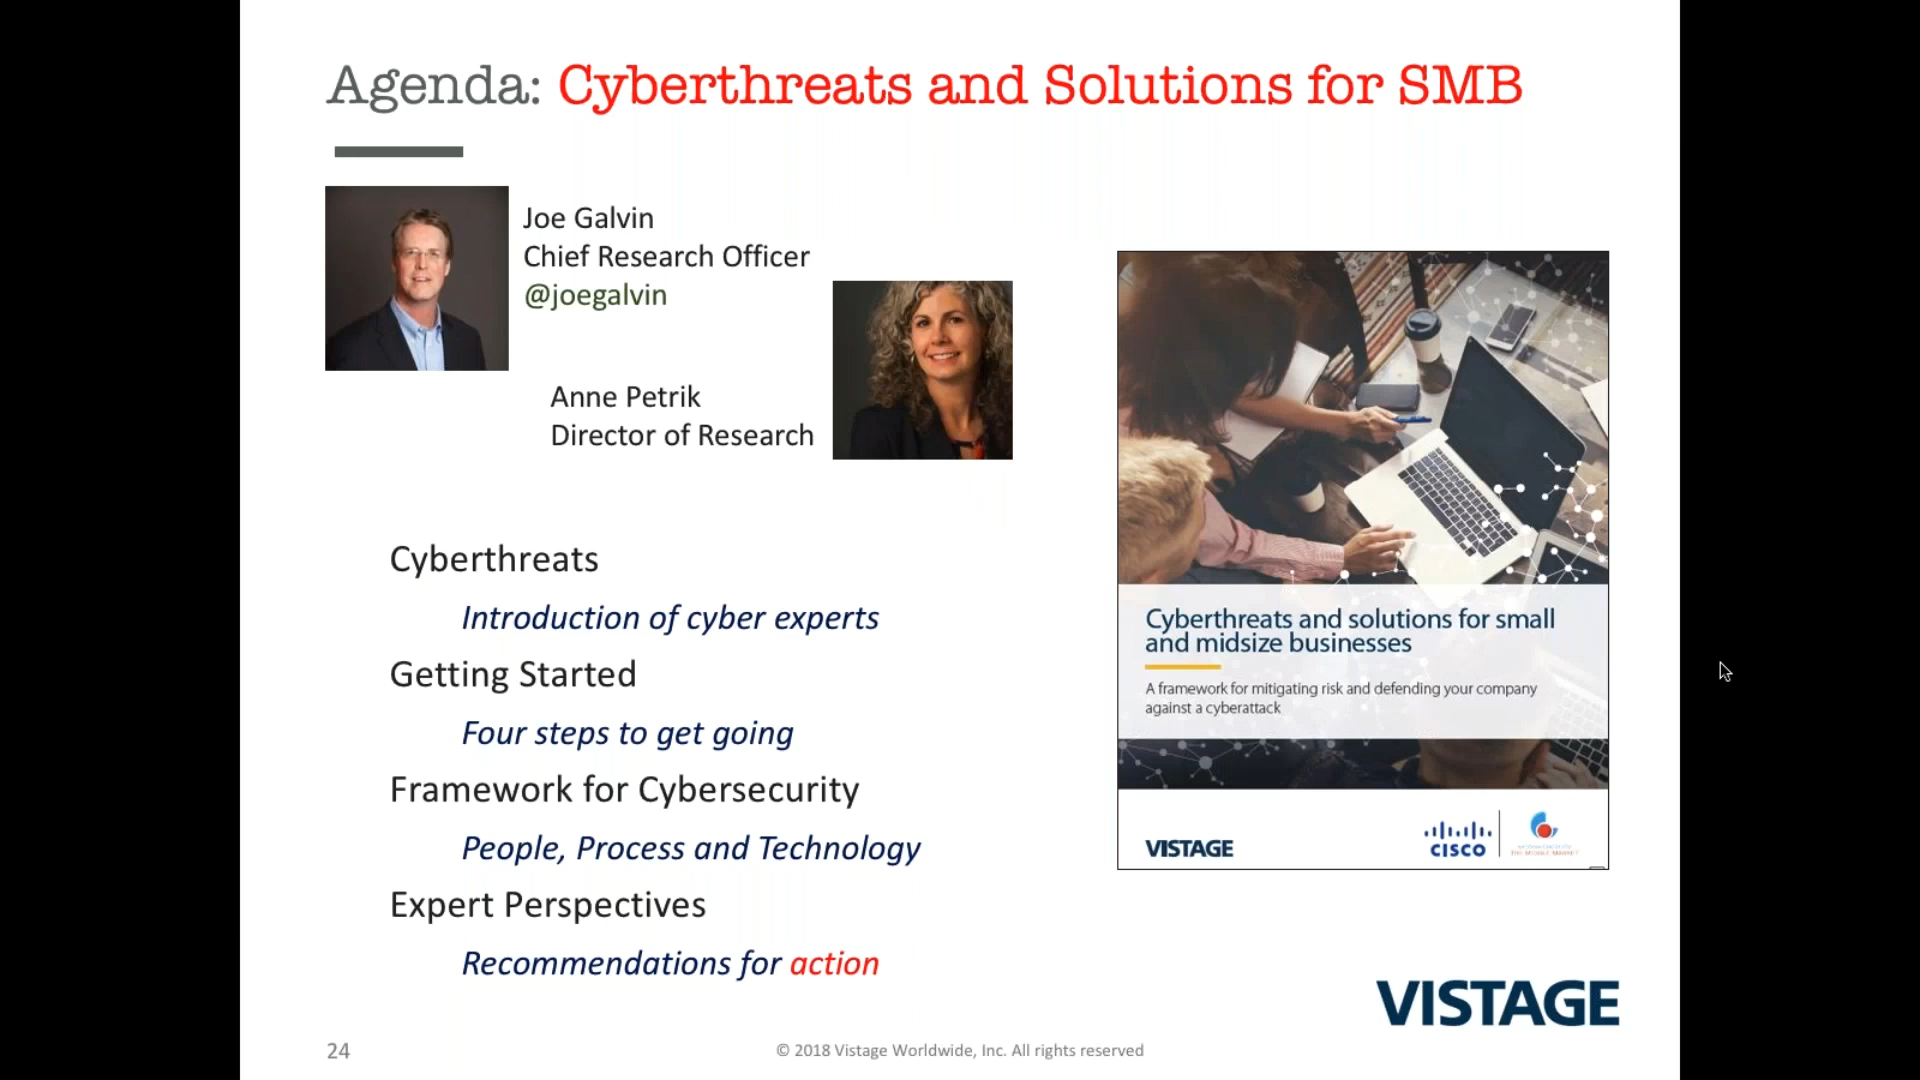 Agenda: Cyberthreats and Solutions for SMB
Joe Galvin
Chief Research Officer
@joegalvin
Anne Petrik
Director of Research
Cyberthreats
Introduction of cyber experts
Getting Started
Four steps to get going
Framework for Cybersecurity
People, Process and Technology
Expert Perspectives
Recommendations for action
Cyberthreats and solutions for small
and midsize businesses
A framework for mitigating risk and defending your company
against a cyberattack
VISTAGE
CISCO
THE MIDDLE MARKET
VISTAGE
24
© 2018 Vistage Worldwide, Inc. All rights reserved